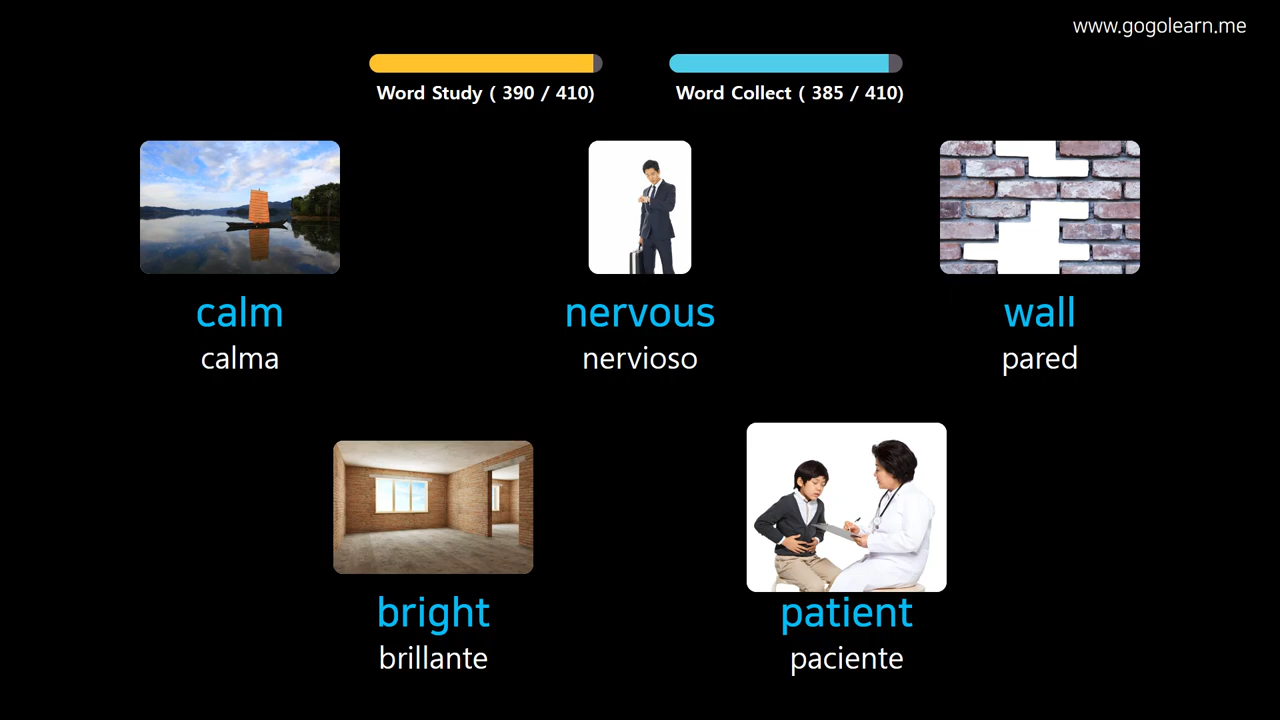 www.gogolearn.me
Word Study ( 390 / 410)
Word Collect ( 385 / 410)
calm
calma
nervous
nervioso
wall
pared
bright
brillante
patient
paciente